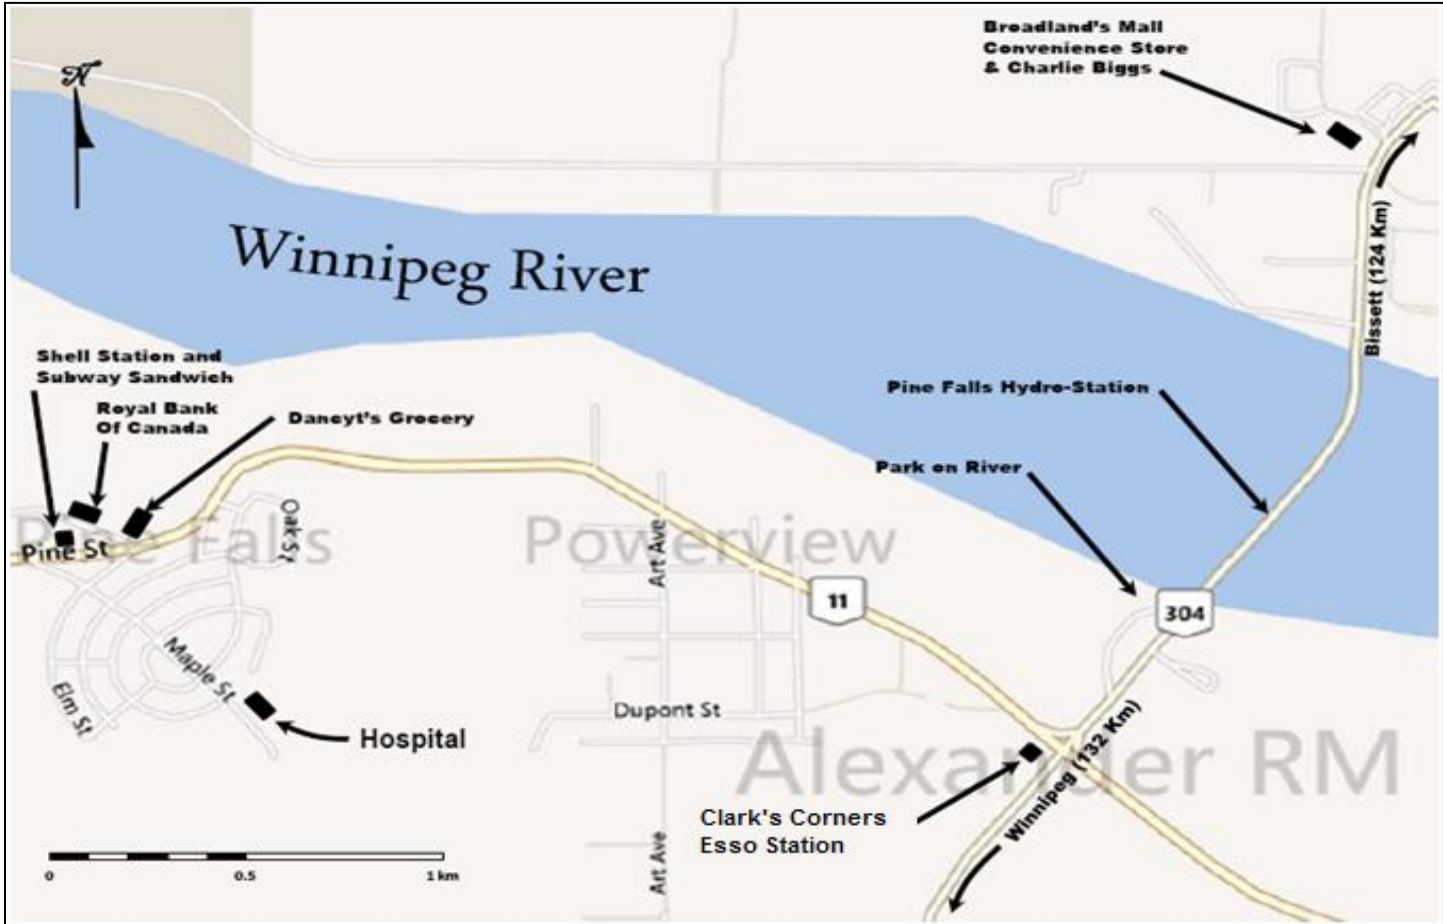 Broadland's Mall
Convenience Store
& Charlie Biggs
N
Bissett (124 Km)
Winnipeg River
Shell Station and
Subway Sandwich
Royal Bank
Of Canada
Dancyt's Grocery
Pine Falls Hydro-Station
Park on River
Pine Falls
Powerview
Pine St
Oak St
Art Ave
11
304
Maple St
Elm St
Dupont St
Hospital
Alexander RM
Winnipeg (132 Km)
Clark's Corners
Esso Station
Art Ave
0 0.5 1 km